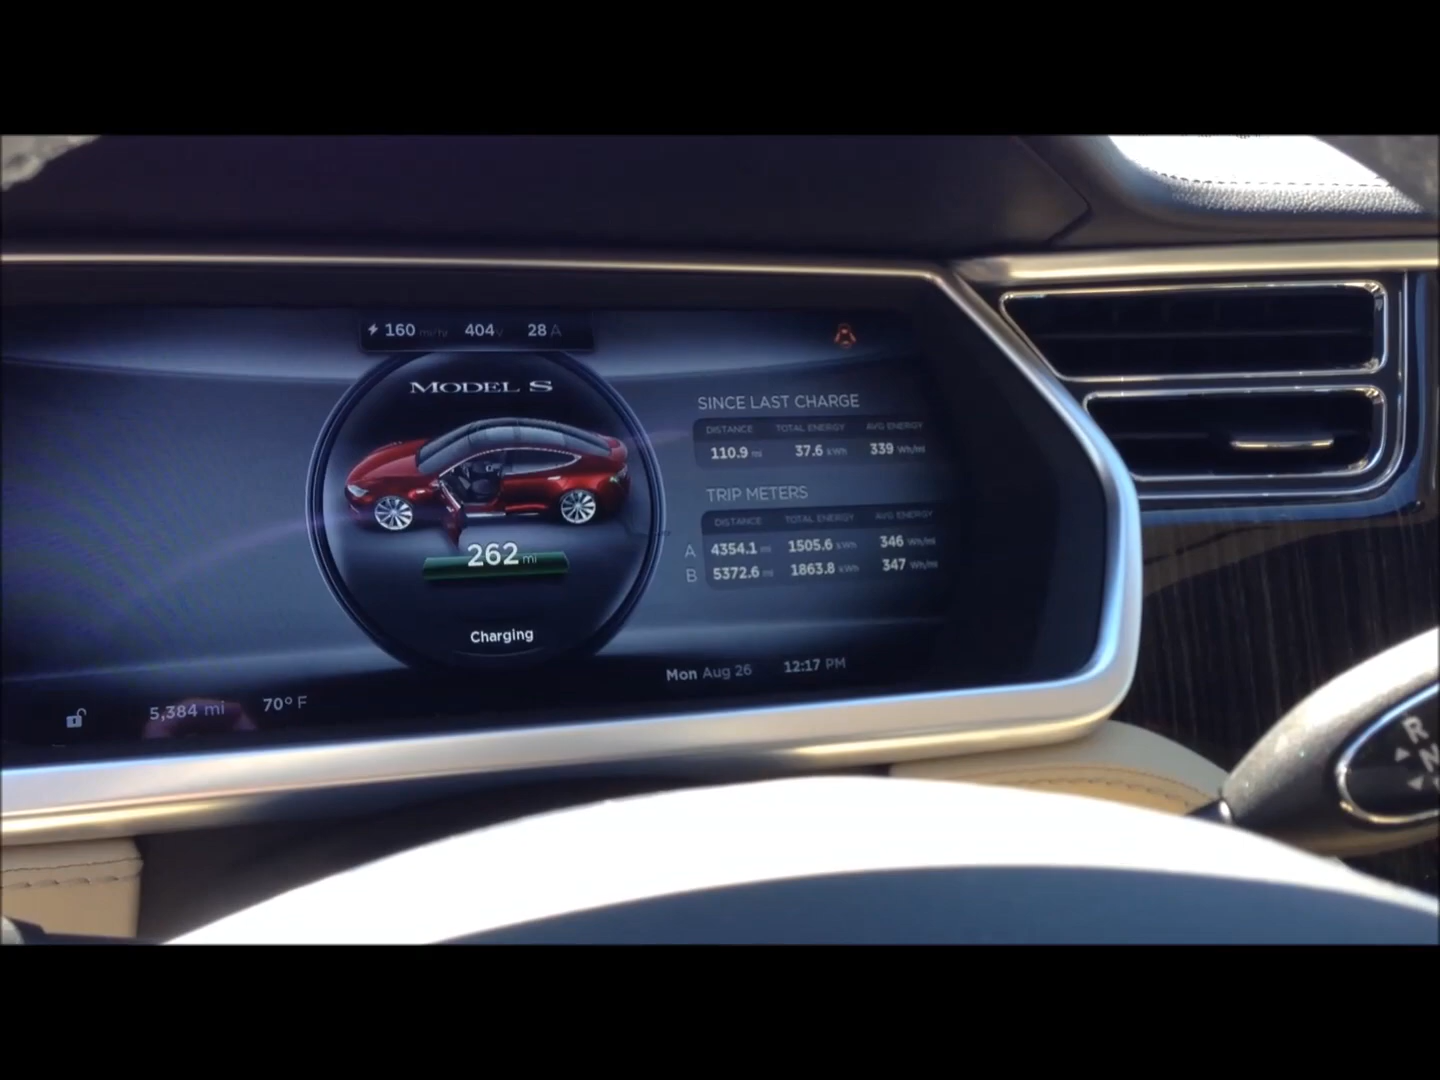 160 mi/hr 404 V 28 A
MODEL S
262 mi
Charging
SINCE LAST CHARGE
DISTANCE TOTAL ENERGY AVG ENERGY
110.9 mi 37.6 kWh 339 Wh/mi
TRIP METERS
DISTANCE TOTAL ENERGY AVG ENERGY
A 4354.1 mi 1505.6 kWh 346 Wh/mi
B 5372.6 mi 1863.8 kWh 347 Wh/mi
Mon Aug 26 12:17 PM
5,384 mi 70° F
R
N